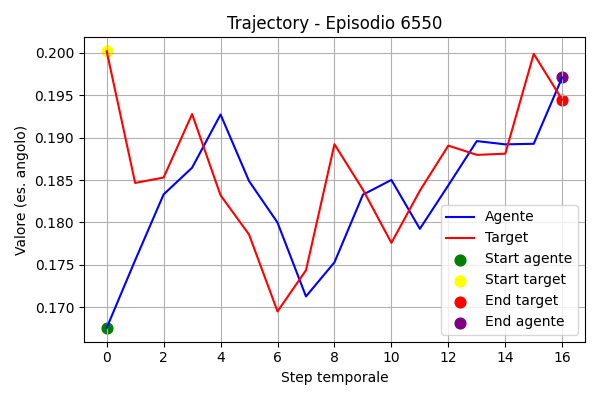 Trajectory - Episodio 6550
Valore (es. angolo)
0.200
0.195
0.190
0.185
0.180
0.175
0.170
0 2 4 6 8 10 12 14 16
Step temporale
Agente
Target
Start agente
Start target
End target
End agente